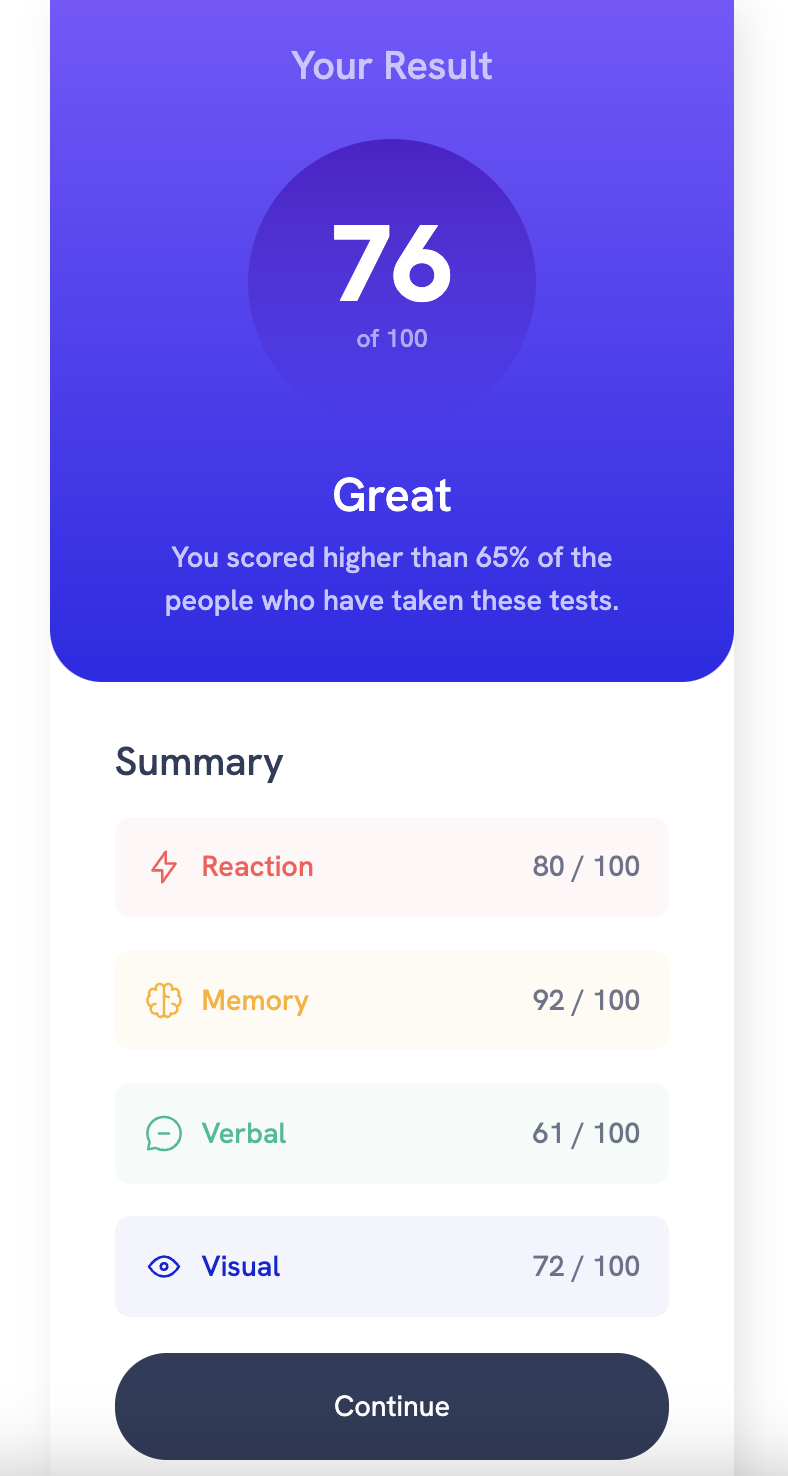 Your Result
76
of 100
Great
You scored higher than 65% of the
people who have taken these tests.
Summary
Reaction 80 / 100
Memory 92 / 100
Verbal 61 / 100
Visual 72 / 100
Continue